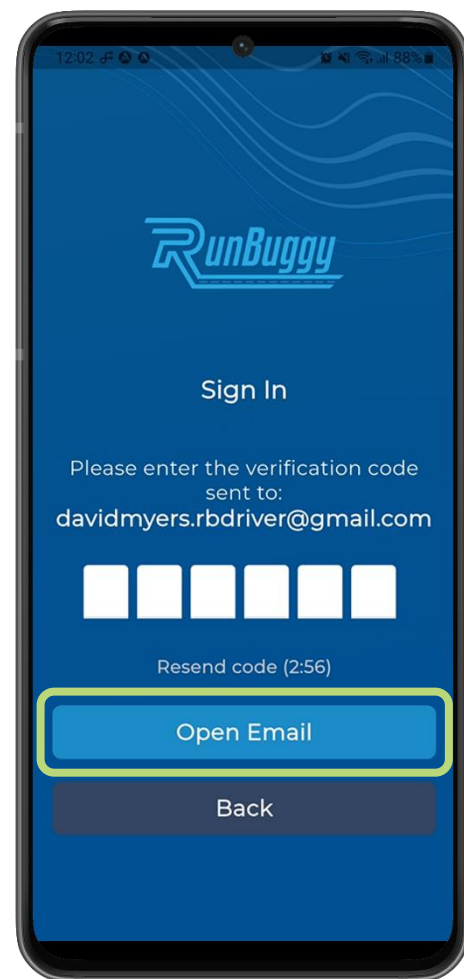 12:02
88%
RunBuggy
Sign In
Please enter the verification code
sent to:
davidmyers.rbdriver@gmail.com
Resend code (2:56)
Open Email
Back